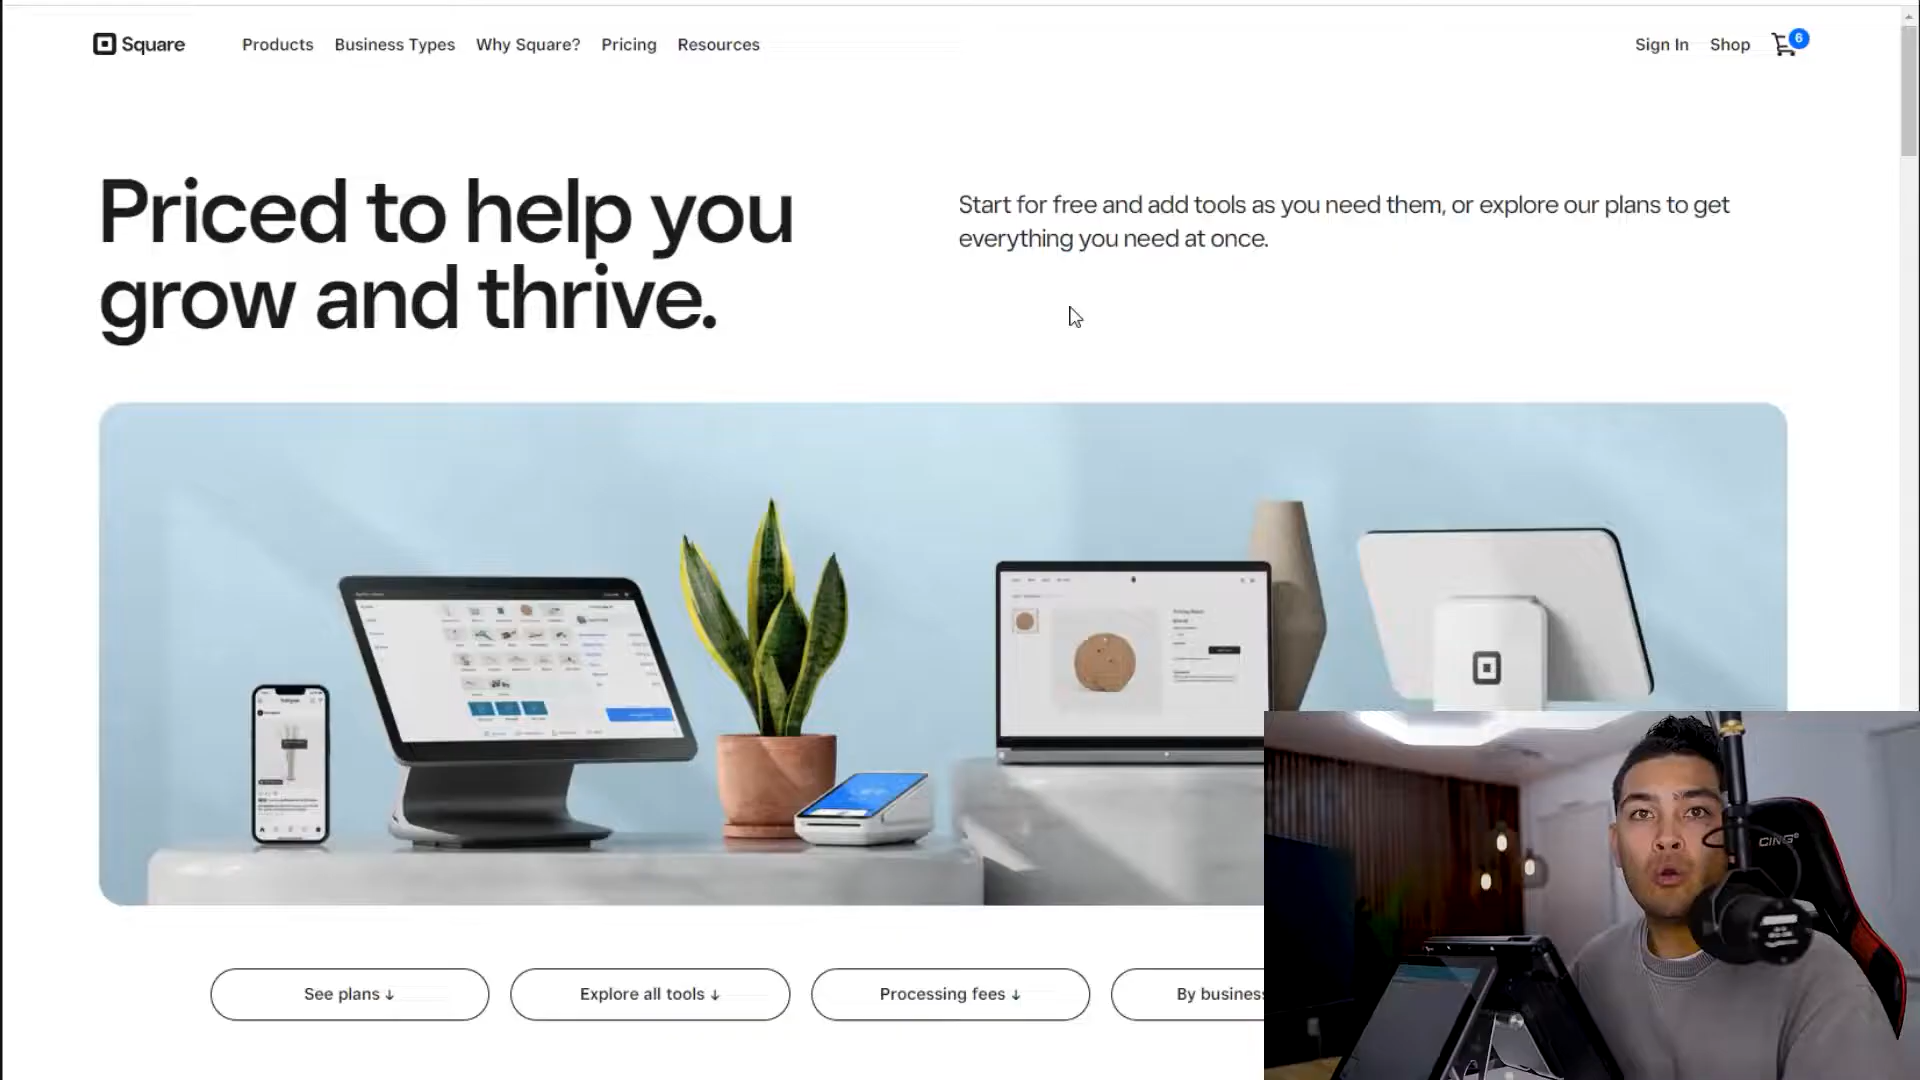 Square
Products
Business Types
Why Square?
Pricing
Resources
Sign In
Shop
6
Priced to help you
grow and thrive.
Start for free and add tools as you need them, or explore our plans to get
everything you need at once.
See plans ↓
Explore all tools ↓
Processing fees ↓
By business